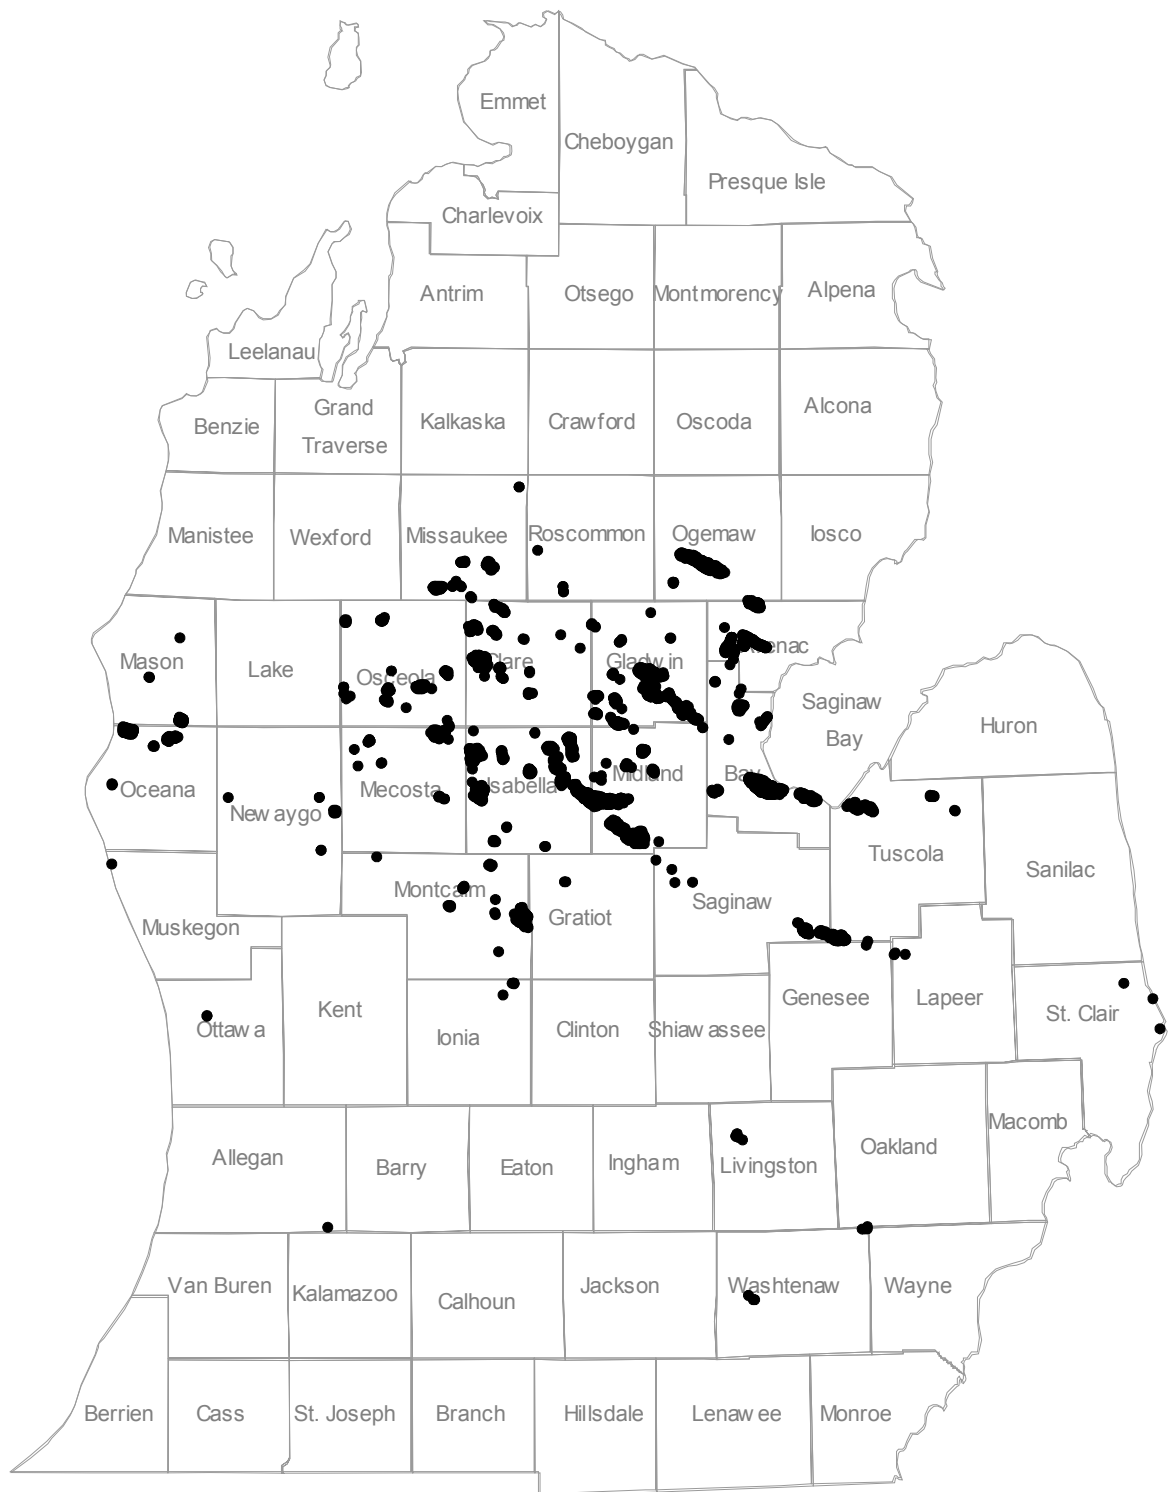 Emmet
Cheboygan
Presque Isle
Charlevoix
Antrim
Otsego
Montmorency
Alpena
Leelanau
Benzie
Grand
Traverse
Kalkaska
Crawford
Oscoda
Alcona
Manistee
Wexford
Missaukee
Roscommon
Ogemaw
Iosco
Mason
Lake
Osceola
Clare
Gladwin
enac
Saginaw
Bay
Huron
Oceana
Newaygo
Mecosta
Isabella
Midland
Bay
Tuscola
Sanilac
Muskegon
Montcalm
Gratiot
Saginaw
Ottawa
Kent
Ionia
Clinton
Shiawassee
Genesee
Lapeer
St. Clair
Allegan
Barry
Eaton
Ingham
Livingston
Oakland
Macomb
Van Buren
Kalamazoo
Calhoun
Jackson
Washtenaw
Wayne
Berrien
Cass
St. Joseph
Branch
Hillsdale
Lenawee
Monroe